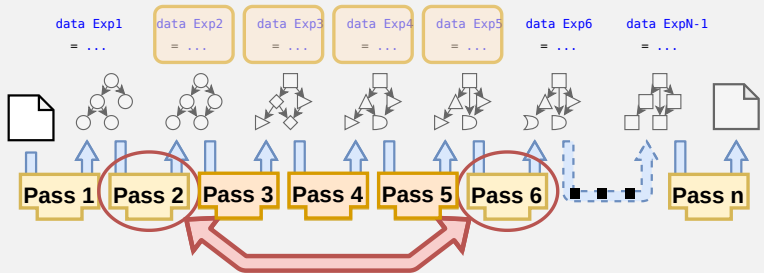 data Exp1 data Exp2 data Exp3 data Exp4 data Exp5 data Exp6 data ExpN-1
= ... = ... = ... = ... = ... = ... = ...
Pass 1 Pass 2 Pass 3 Pass 4 Pass 5 Pass 6 Pass n